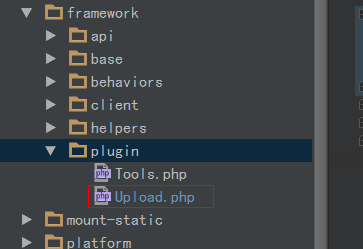 framework
api
base
behaviors
client
helpers
plugin
Tools.php
Upload.php
mount-static
platform